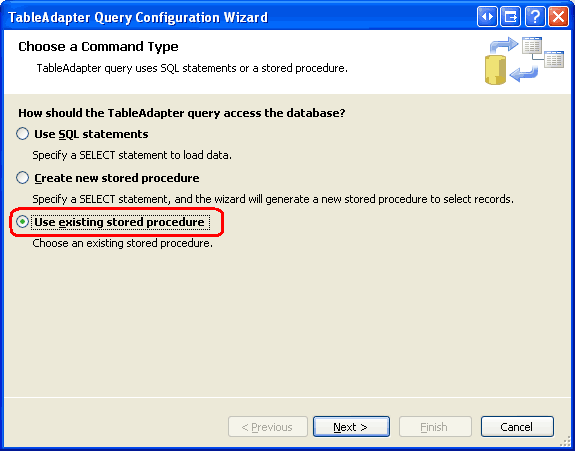 TableAdapter Query Configuration Wizard
Choose a Command Type
TableAdapter query uses SQL statements or a stored procedure.
How should the TableAdapter query access the database?
Use SQL statements
Specify a SELECT statement to load data.
Create new stored procedure
Specify a SELECT statement, and the wizard will generate a new stored procedure to select records.
Use existing stored procedure
Choose an existing stored procedure.
< Previous Next > Finish Cancel